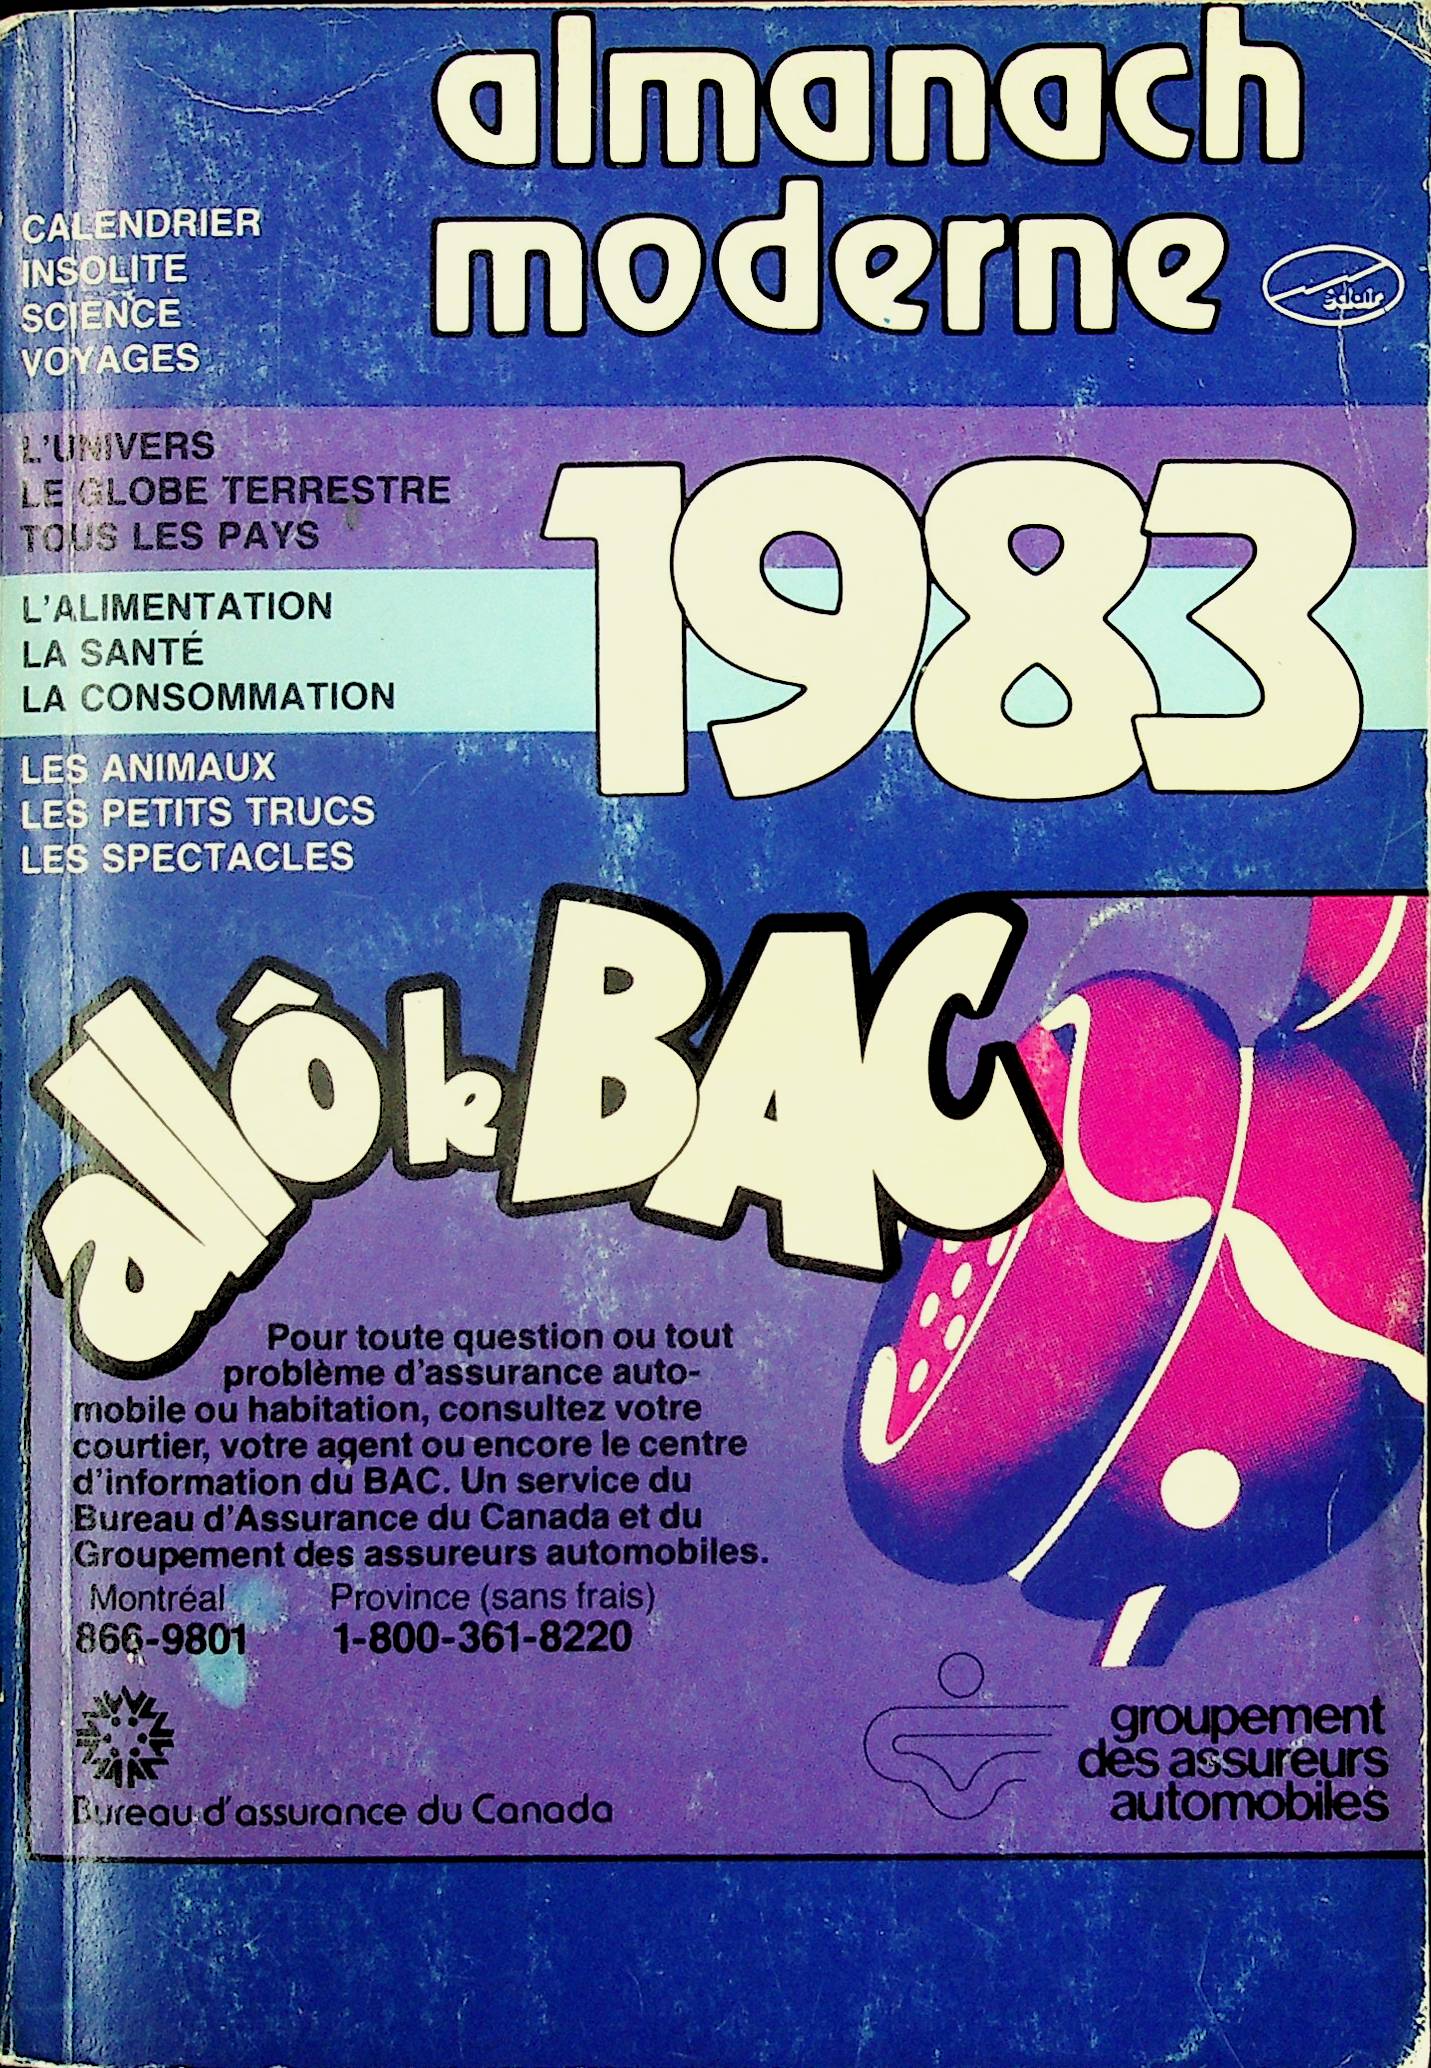 almanach
moderne
éclair
CALENDRIER
INSOLITE
SCIENCE
VOYAGES
L'UNIVERS
LE GLOBE TERRESTRE
TOUS LES PAYS
1983
L'ALIMENTATION
LA SANTÉ
LA CONSOMMATION
LES ANIMAUX
LES PETITS TRUCS
LES SPECTACLES
allô le BAC
Pour toute question ou tout
problème d'assurance auto-
mobile ou habitation, consultez votre
courtier, votre agent ou encore le centre
d'information du BAC. Un service du
Bureau d'Assurance du Canada et du
Groupement des assureurs automobiles.
Montréal Province (sans frais)
866-9801 1-800-361-8220
Bureau d'assurance du Canada
groupement
des assureurs
automobiles